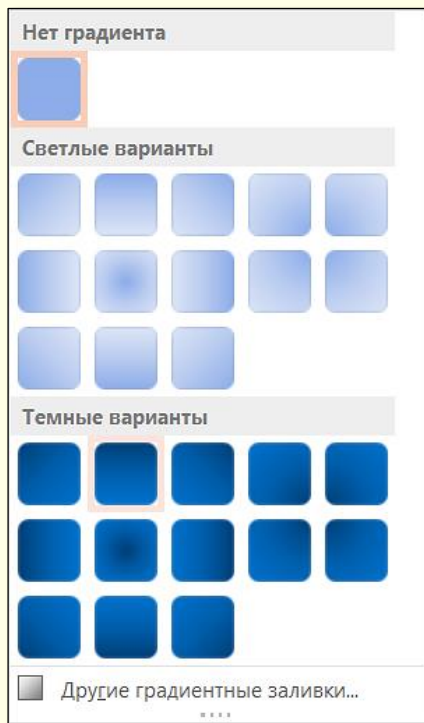 Нет градиента
Светлые варианты
Темные варианты
Другие градиентные заливки...